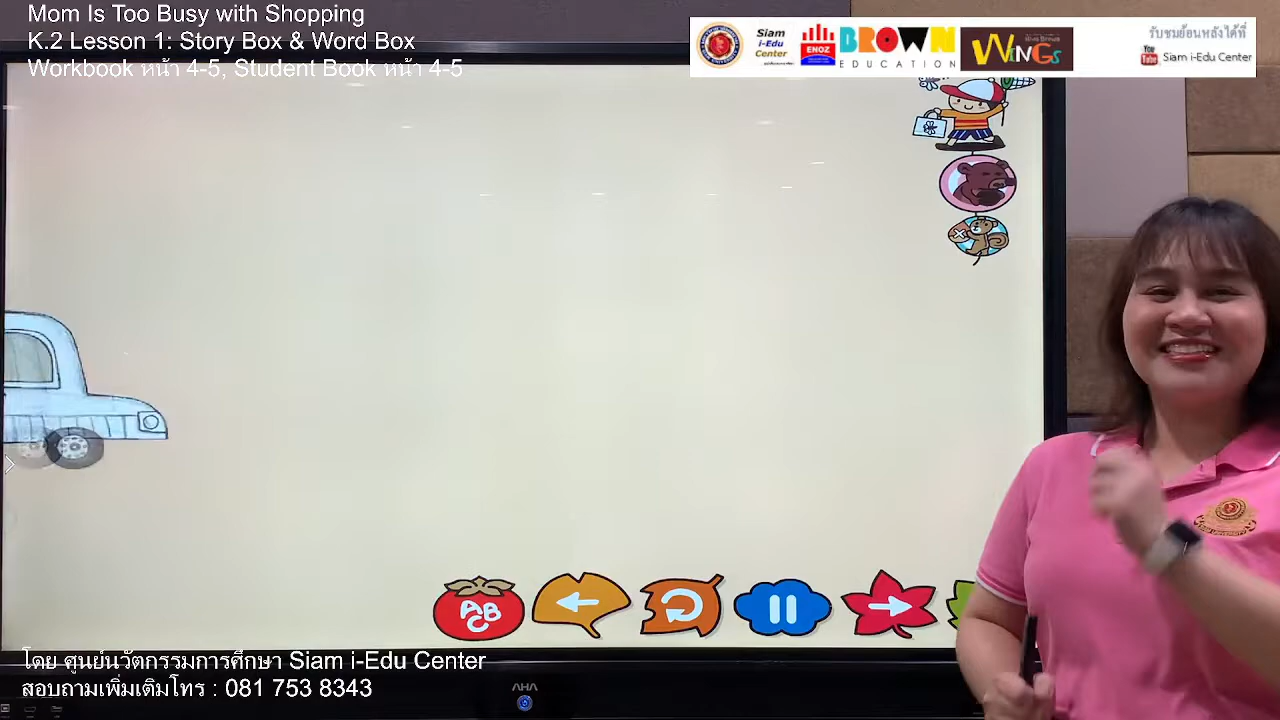 Mom Is Too Busy with Shopping
K.2 Lesson 1: Story Box & Word Box
Workbook หน้า 4-5, Student Book หน้า 4-5
Siam
i-Edu
Center
ENOZ
BROWN
EDUCATION
WINGS
รับชมย้อนหลังได้ที่
You
Tube
Siam i-Edu Center
ABC
โดย ศูนย์นวัตกรรมการศึกษา Siam i-Edu Center
สอบถามเพิ่มเติมโทร : 081 753 8343
AHA